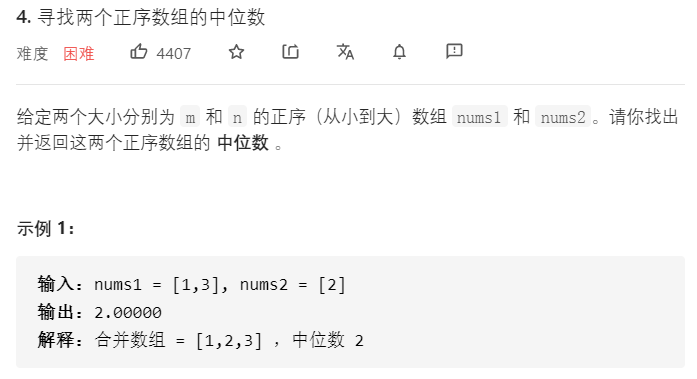 4. 寻找两个正序数组的中位数
难度 困难 4407
给定两个大小分别为 m 和 n 的正序（从小到大）数组 nums1 和 nums2。请你找出
并返回这两个正序数组的 中位数 。
示例 1：
输入：nums1 = [1,3], nums2 = [2]
输出：2.00000
解释：合并数组 = [1,2,3] ，中位数 2